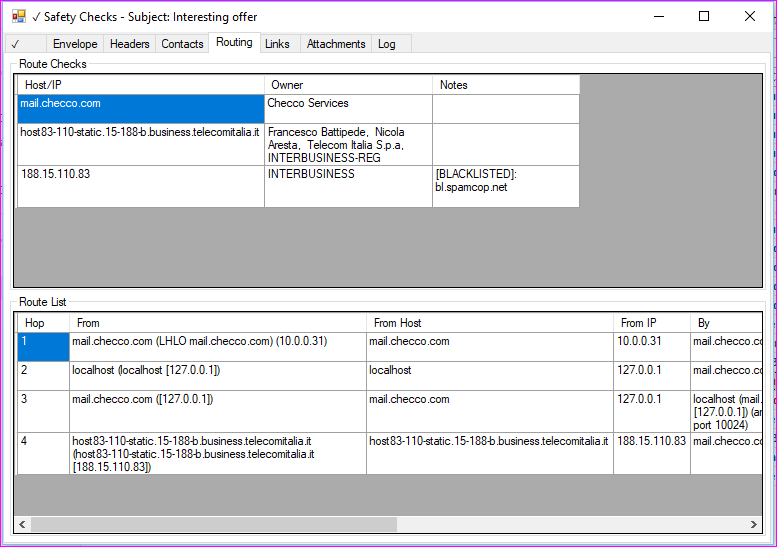 ✓ Safety Checks - Subject: Interesting offer
✓ Envelope Headers Contacts Routing Links Attachments Log
Route Checks
Host/IP Owner Notes
mail.checco.com Checco Services
host83-110-static.15-188-b.business.telecomitalia.it Francesco Battipede, Nicola
Aresta, Telecom Italia S.p.a,
INTERBUSINESS-REG
188.15.110.83 INTERBUSINESS [BLACKLISTED]:
bl.spamcop.net
Route List
Hop From From Host From IP By
1 mail.checco.com (LHLO mail.checco.com) (10.0.0.31) mail.checco.com 10.0.0.31 mail.checco.co
2 localhost (localhost [127.0.0.1]) localhost 127.0.0.1 mail.checco.co
3 mail.checco.com ([127.0.0.1]) mail.checco.com 127.0.0.1 localhost (mail.
[127.0.0.1]) (am
port 10024)
4 host83-110-static.15-188-b.business.telecomitalia.it host83-110-static.15-188-b.business.telecomitalia.it 188.15.110.83 mail.checco.co
(host83-110-static.15-188-b.business.telecomitalia.it
[188.15.110.83])